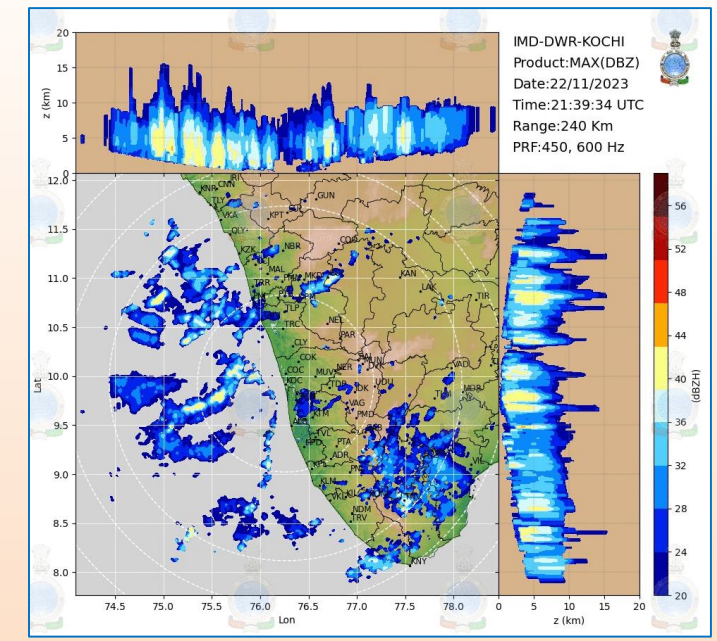 IMD-DWR-KOCHI
Product:MAX(DBZ)
Date:22/11/2023
Time:21:39:34 UTC
Range:240 Km
PRF:450, 600 Hz
20
15
10
5
0
z (km)
12.0
11.5
11.0
10.5
10.0
9.5
9.0
8.5
8.0
Lat
CNN
KNR
TLY
VKA
GUN
KPT
QLY
KZK
NBR
MAL
MKD
KAN
LAK
TIR
TLP
TRC
NEL
PAR
CLY
COK
COC
KOC
MUV
NER
TOP
IDK
UDU
VAD
MDR
VAG
PMD
KTM
TVL
PTA
ADR
KLM
NDM
TRV
KNY
74.5 75.0 75.5 76.0 76.5 77.0 77.5 78.0
Lon
0 5 10 15 20
z (km)
56
52
48
44
40
36
32
28
24
20
(dBZH)